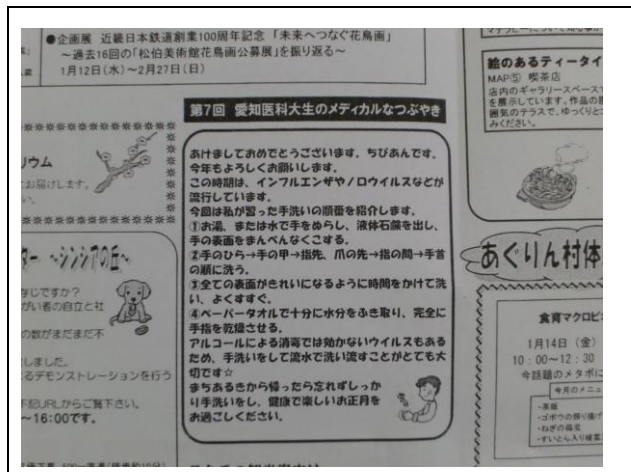 ●企画展 近畿日本鉄道創業100周年記念 「未来へつなぐ花鳥画」
～過去16回の「松伯美術館花鳥画公募展」を振り返る～
1月12日(水)～2月27日(日)
絵のあるティータイ
MAP⑤ 喫茶店
店内のギャラリースペースで
を展示しています。作品の
囲気のテラスで、ゆっくりと
みください。
第7回 愛知医科大生のメディカルなつぶやき
あけましておめでとうございます。ちびあんです。
今年もよろしくお願いします。
この時期は、インフルエンザやノロウイルスなどが
流行しています。
今回は私が習った手洗いの順番を紹介します。
①お湯、または水で手をぬらし、液体石鹸を出し、
手の表面をまんべんなくこする。
②手のひら→手の甲→指先、爪の先→指の間→手首
の順に洗う。
③全ての表面がきれいになるように時間をかけて洗
い、よくすすぐ。
④ペーパータオルで十分に水分をふき取り、完全に
手指を乾燥させる。
アルコールによる消毒では効かないウイルスもある
ため、手洗いをして流水で洗い流すことがとても大
切です☆
まちあるきから帰ったら忘れずしっか
り手洗いをし、健康で楽しいお正月を
お過ごしください。
リウム
お届けします。
ター ～シンシアの丘～
存じですか？
がい者の自立と社
の数がまだまだ不
しました。
るデモンストレーションを行う
下記URLからご覧下さい。
～16:00です。
あぐりん村体
食育マクロビ
1月14日 (金)
10：00～12：30
今話題のメタボに
今月のメニュ
・ゴボウの照り揚げ